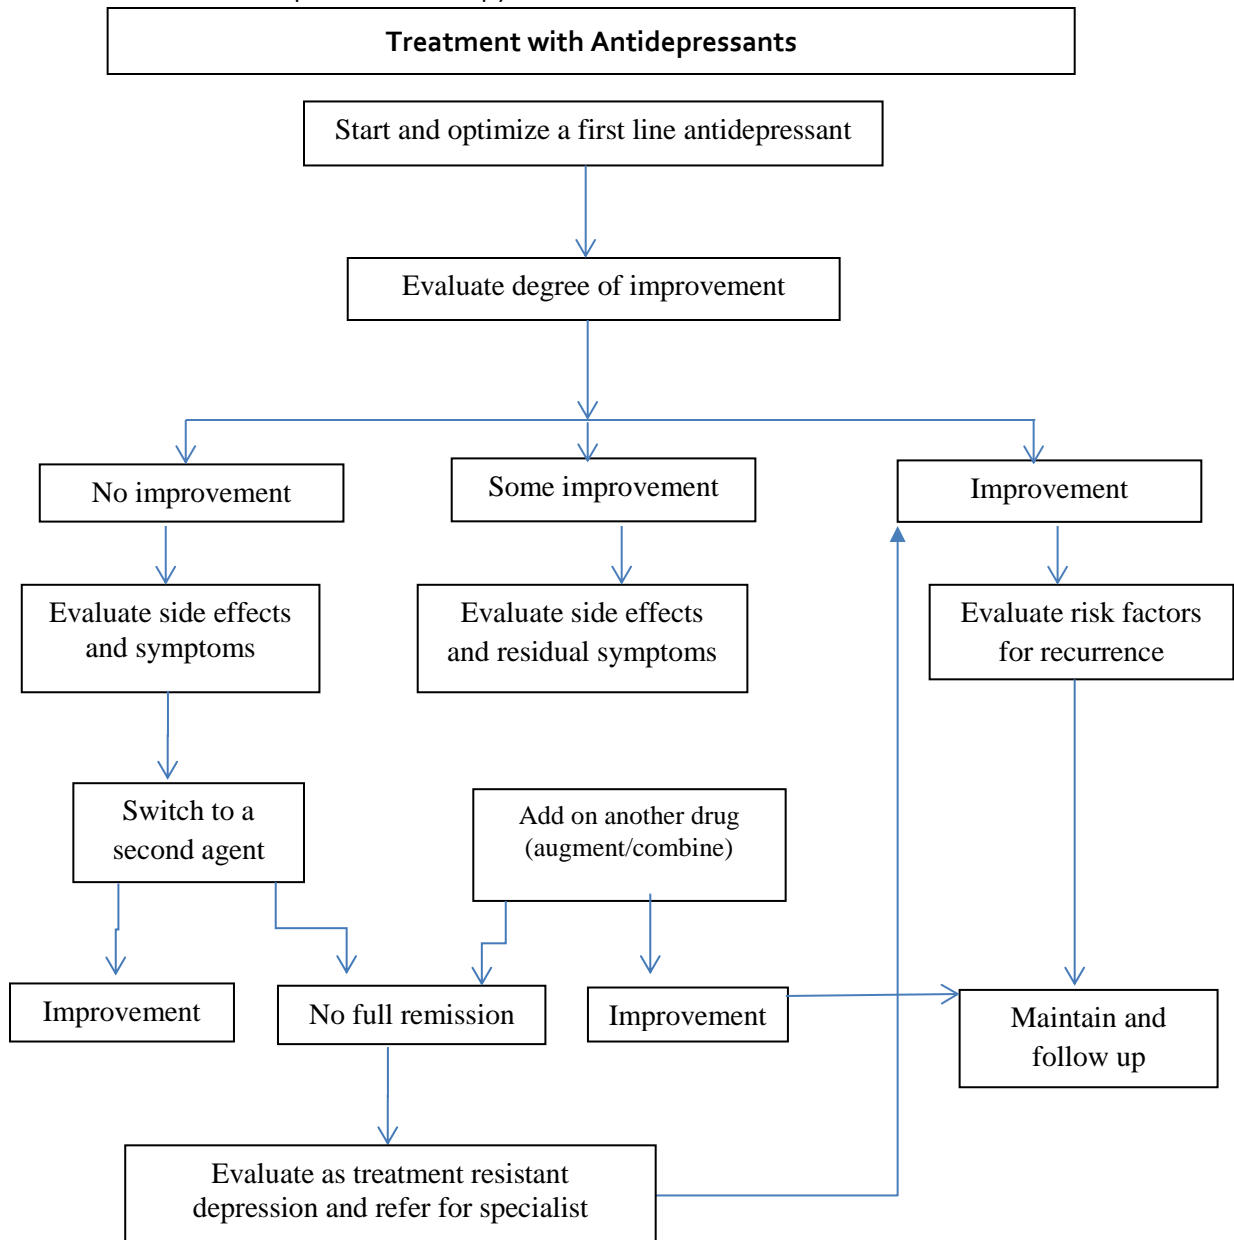 Treatment with Antidepressants
Start and optimize a first line antidepressant
Evaluate degree of improvement
No improvement
Some improvement
Improvement
Evaluate side effects
and symptoms
Evaluate side effects
and residual symptoms
Evaluate risk factors
for recurrence
Switch to a
second agent
Add on another drug
(augment/combine)
Improvement
No full remission
Improvement
Maintain and
follow up
Evaluate as treatment resistant
depression and refer for specialist